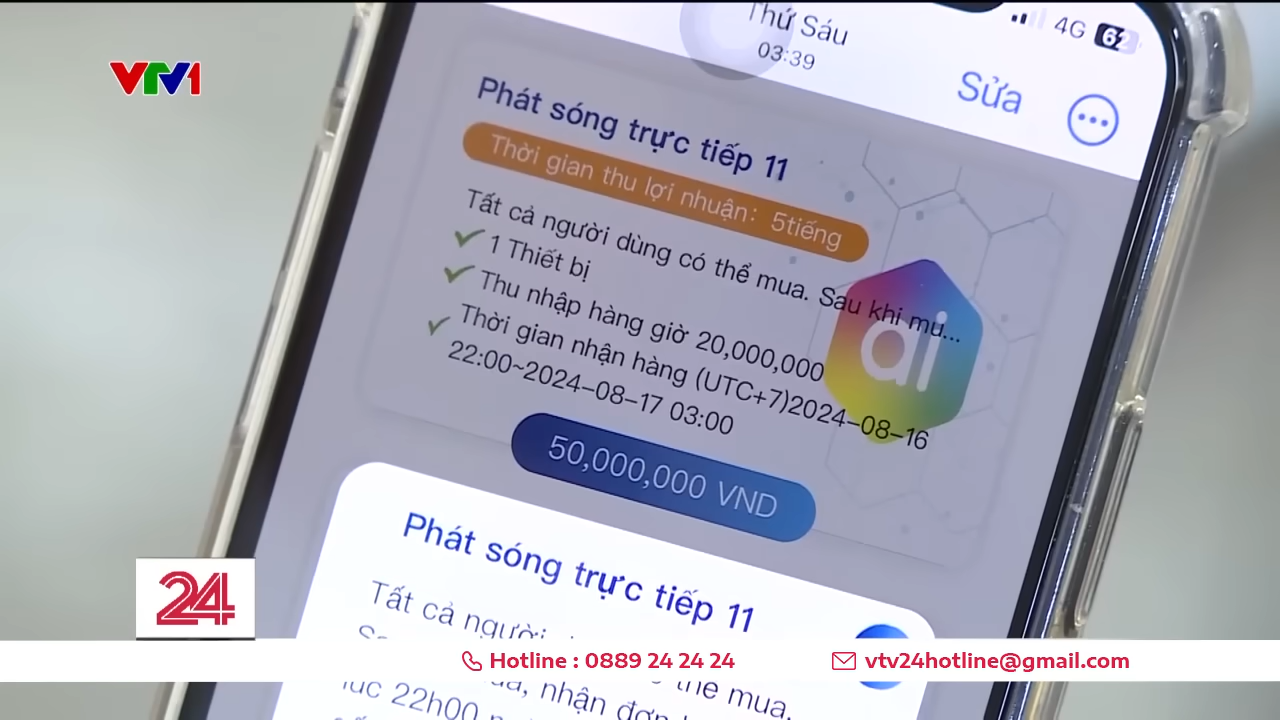 VTV1
Thứ Sáu
03:39
4G
62
Sửa
Phát sóng trực tiếp 11
Thời gian thu lợi nhuận: 5tiếng
Tất cả người dùng có thể mua. Sau khi mu...
1 Thiết bị
Thu nhập hàng giờ 20,000,000
Thời gian nhận hàng (UTC+7)2024-08-16
22:00~2024-08-17 03:00
ai
50,000,000 VND
Phát sóng trực tiếp 11
Tất cả người
thể mua.
nhận đơn
lúc 22h00
24
Hotline : 0889 24 24 24
vtv24hotline@gmail.com